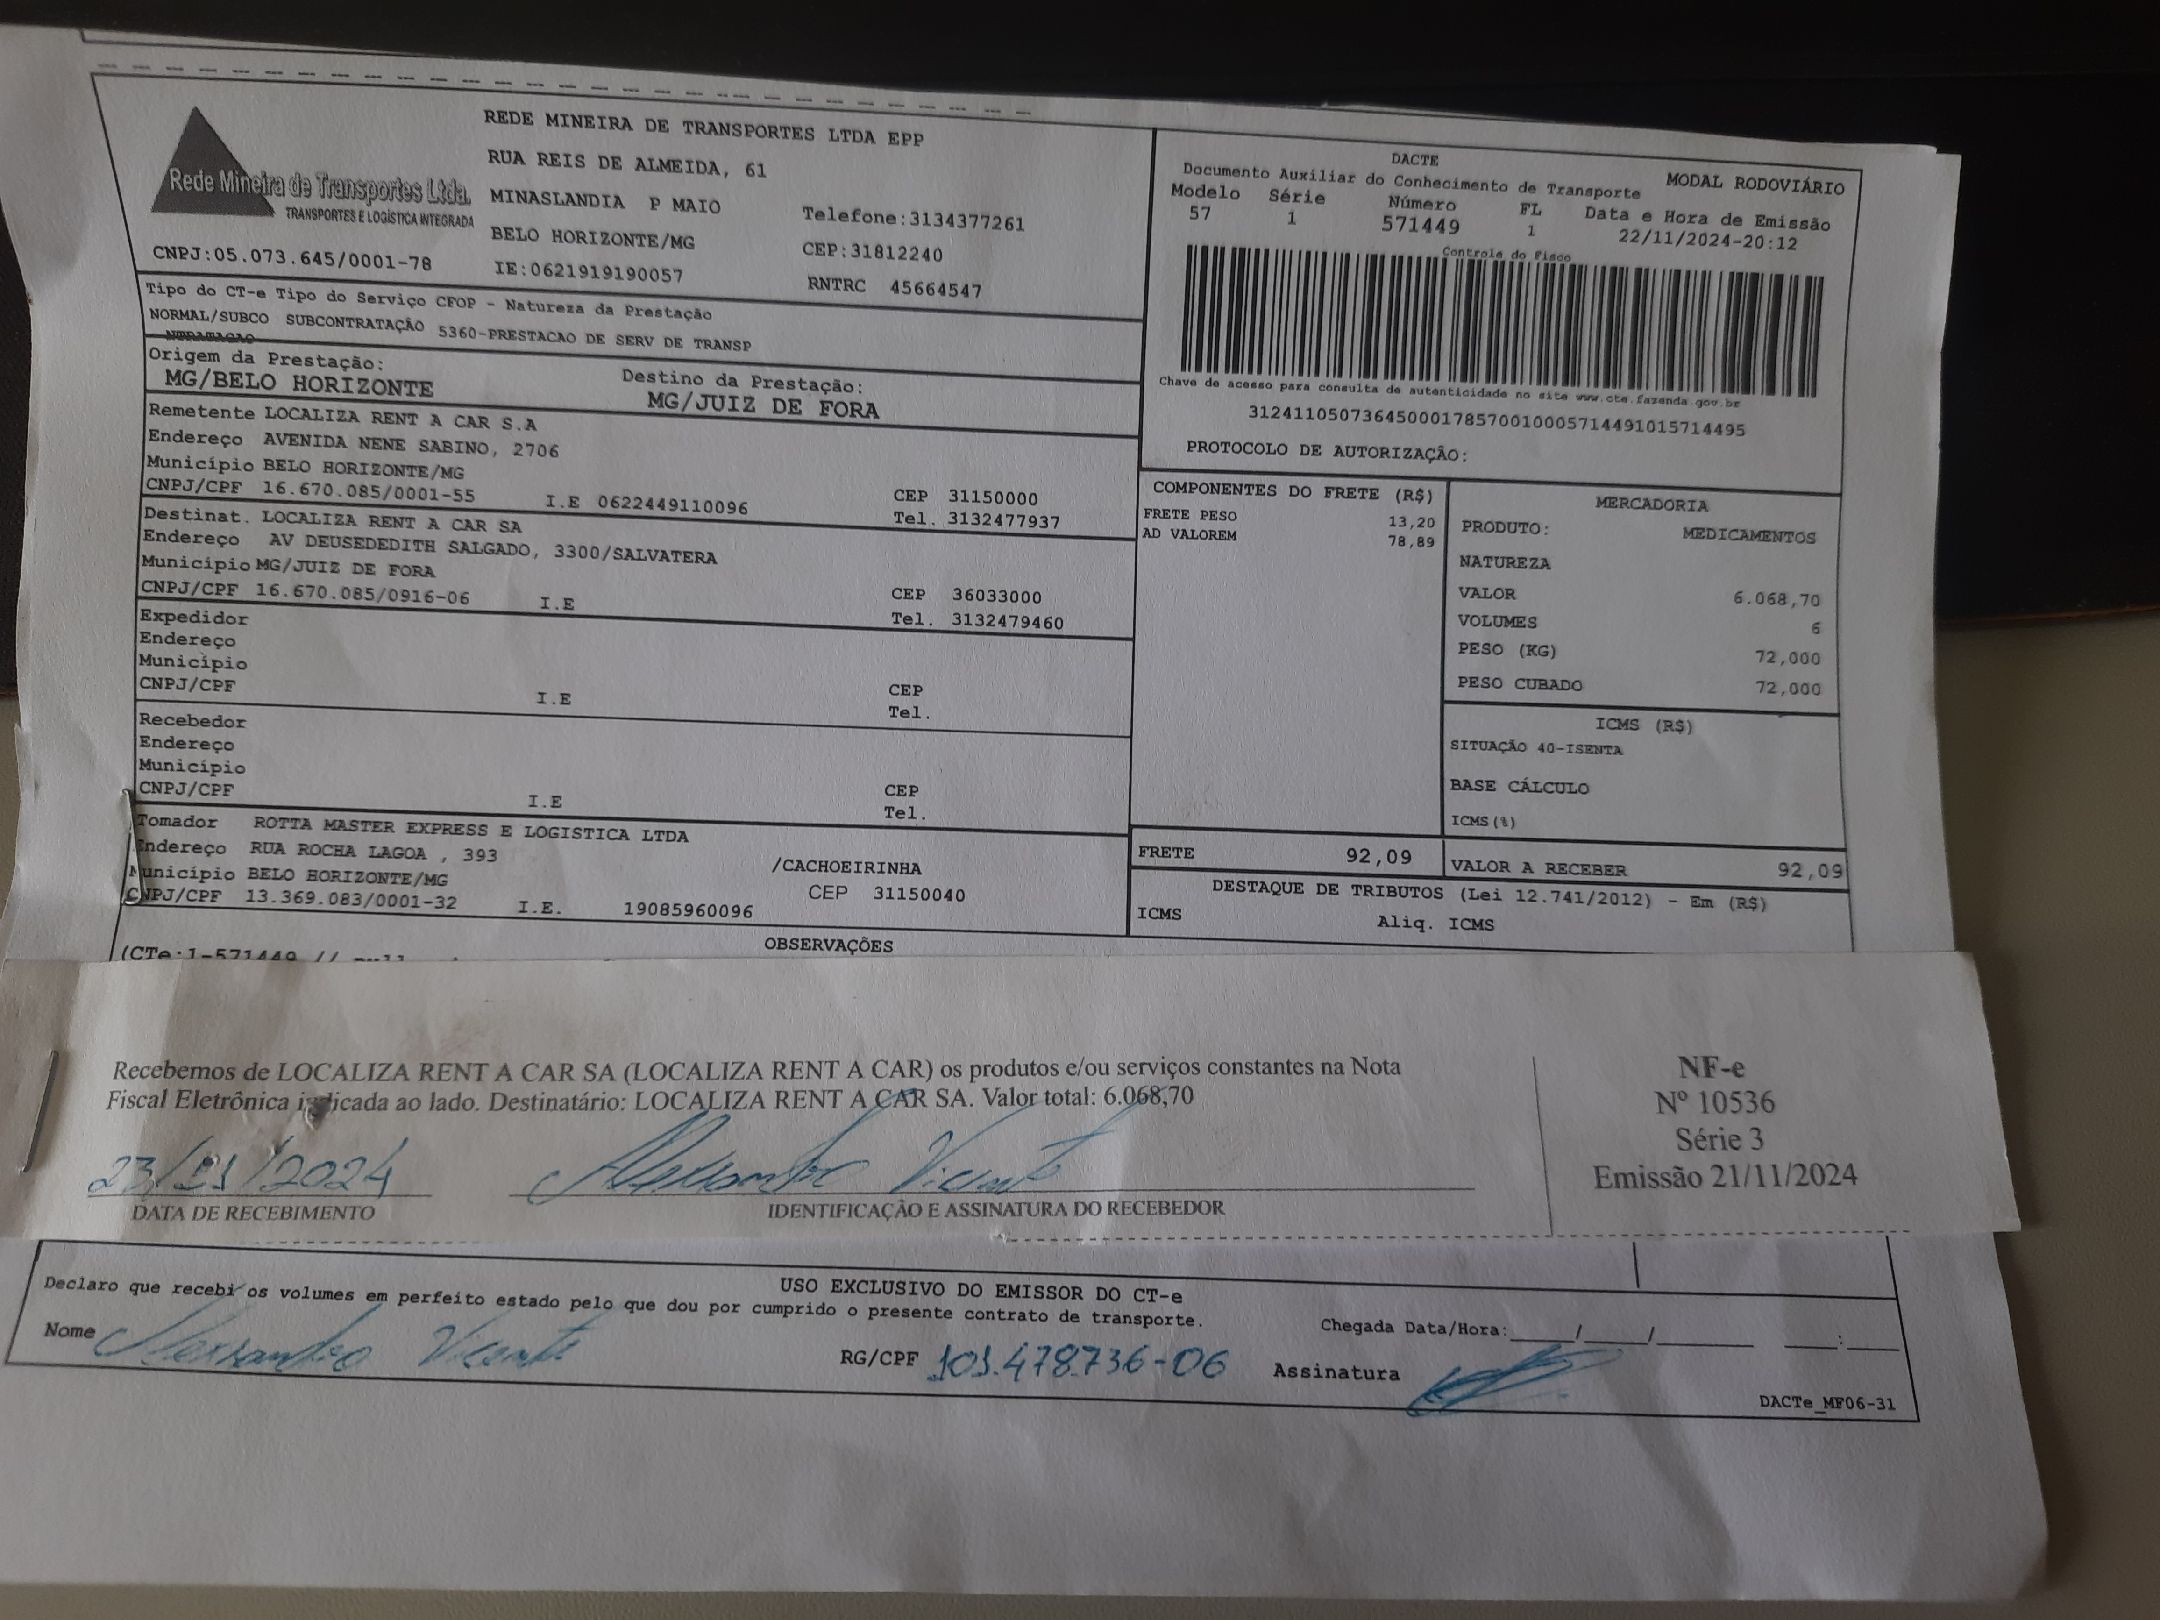 Rede Mineira de Transportes Ltda.
TRANSPORTES E LOGÍSTICA INTEGRADA
CNPJ:05.073.645/0001-78
REDE MINEIRA DE TRANSPORTES LTDA EPP
RUA REIS DE ALMEIDA, 61
MINASLANDIA P MAIO Telefone:3134377261
BELO HORIZONTE/MG CEP:31812240
IE:0621919190057 RNTRC 45664547
DACTE
Documento Auxiliar do Conhecimento de Transporte MODAL RODOVIÁRIO
Modelo Série Número FL Data e Hora de Emissão
57 1 571449 1 22/11/2024-20:12
Controle do Fisco
Chave de acesso para consulta de autenticidade no site www.cte.fazenda.gov.br
31241105073645000178570010005714491015714495
PROTOCOLO DE AUTORIZAÇÃO:
Tipo do CT-e Tipo do Serviço CFOP - Natureza da Prestação
NORMAL/SUBCO SUBCONTRATAÇÃO 5360-PRESTACAO DE SERV DE TRANSP
NTRATACAO
Origem da Prestação: Destino da Prestação:
MG/BELO HORIZONTE MG/JUIZ DE FORA
Remetente LOCALIZA RENT A CAR S.A
Endereço AVENIDA NENE SABINO, 2706
Município BELO HORIZONTE/MG CEP 31150000
CNPJ/CPF 16.670.085/0001-55 I.E 0622449110096 Tel. 3132477937
Destinat. LOCALIZA RENT A CAR SA
Endereço AV DEUSEDEDITH SALGADO, 3300/SALVATERA
Município MG/JUIZ DE FORA CEP 36033000
CNPJ/CPF 16.670.085/0916-06 I.E Tel. 3132479460
Expedidor
Endereço
Município CEP
CNPJ/CPF I.E Tel.
Recebedor
Endereço
Município CEP
CNPJ/CPF I.E Tel.
Tomador ROTTA MASTER EXPRESS E LOGISTICA LTDA
Endereço RUA ROCHA LAGOA , 393 /CACHOEIRINHA
Município BELO HORIZONTE/MG CEP 31150040
CNPJ/CPF 13.369.083/0001-32 I.E. 19085960096
COMPONENTES DO FRETE (R$)
FRETE PESO 13,20
AD VALOREM 78,89
MERCADORIA
PRODUTO: MEDICAMENTOS
NATUREZA
VALOR 6.068,70
VOLUMES 6
PESO (KG) 72,000
PESO CUBADO 72,000
ICMS (R$)
SITUAÇÃO 40-ISENTA
BASE CÁLCULO
ICMS(%)
FRETE 92,09 VALOR A RECEBER 92,09
DESTAQUE DE TRIBUTOS (Lei 12.741/2012) - Em (R$)
ICMS Aliq. ICMS
OBSERVAÇÕES
(CTe:1-571449 // null
Recebemos de LOCALIZA RENT A CAR SA (LOCALIZA RENT A CAR) os produtos e/ou serviços constantes na Nota
Fiscal Eletrônica indicada ao lado. Destinatário: LOCALIZA RENT A CAR SA. Valor total: 6.068,70
23/11/2024 Alexsandro Vicente
DATA DE RECEBIMENTO IDENTIFICAÇÃO E ASSINATURA DO RECEBEDOR
NF-e
Nº 10536
Série 3
Emissão 21/11/2024
USO EXCLUSIVO DO EMISSOR DO CT-e
Declaro que recebi os volumes em perfeito estado pelo que dou por cumprido o presente contrato de transporte.
Nome Alexsandro Vicente RG/CPF 101.478.736-06 Assinatura
Chegada Data/Hora:____/____/______ ___:___
DACTe_MF06-31